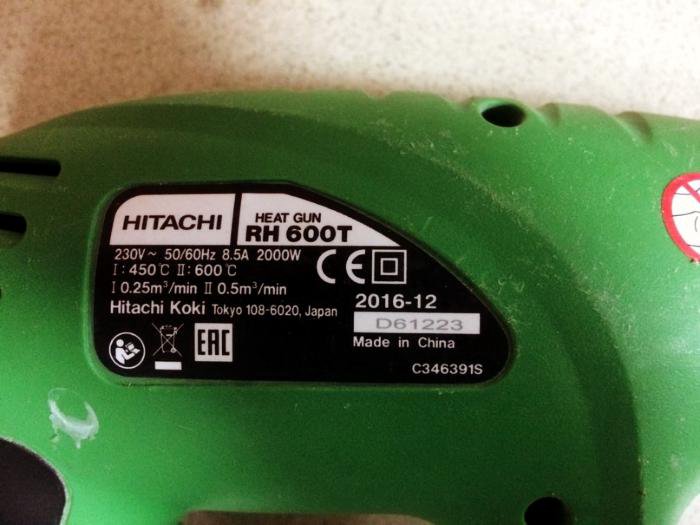 HITACHI
HEAT GUN
RH 600T
230V~ 50/60Hz 8.5A 2000W
I:450℃ II:600℃
I 0.25m³/min II 0.5m³/min
Hitachi Koki Tokyo 108-6020, Japan
CE
2016-12
D61223
Made in China
EAC
C346391S